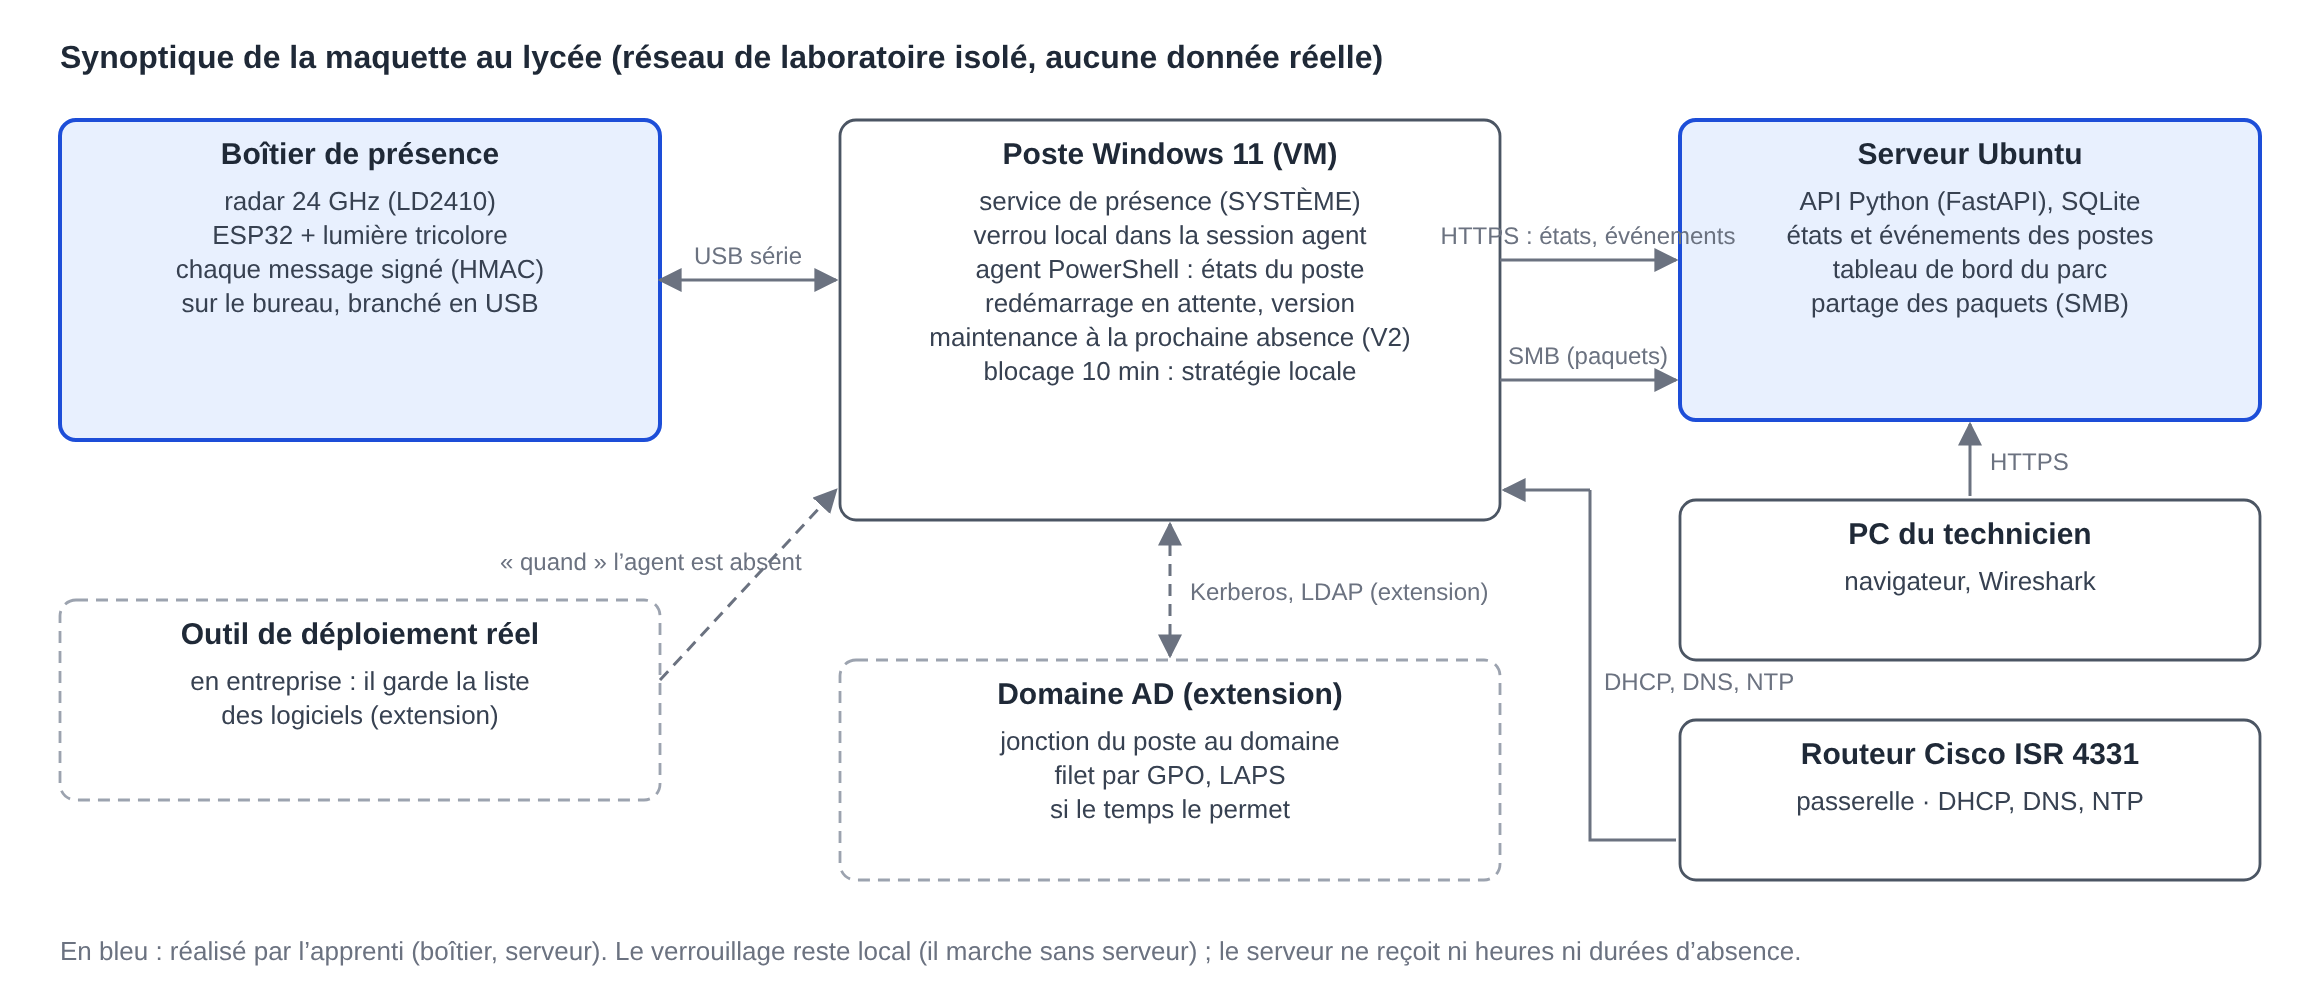 Synoptique de la maquette au lycée (réseau de laboratoire isolé, aucune donnée réelle)
Boîtier de présence
radar 24 GHz (LD2410)
ESP32 + lumière tricolore
chaque message signé (HMAC)
sur le bureau, branché en USB
USB série
Poste Windows 11 (VM)
service de présence (SYSTÈME)
verrou local dans la session agent
agent PowerShell : états du poste
redémarrage en attente, version
maintenance à la prochaine absence (V2)
blocage 10 min : stratégie locale
HTTPS : états, événements
SMB (paquets)
Serveur Ubuntu
API Python (FastAPI), SQLite
états et événements des postes
tableau de bord du parc
partage des paquets (SMB)
HTTPS
PC du technicien
navigateur, Wireshark
« quand » l’agent est absent
Outil de déploiement réel
en entreprise : il garde la liste
des logiciels (extension)
Kerberos, LDAP (extension)
Domaine AD (extension)
jonction du poste au domaine
filet par GPO, LAPS
si le temps le permet
DHCP, DNS, NTP
Routeur Cisco ISR 4331
passerelle · DHCP, DNS, NTP
En bleu : réalisé par l’apprenti (boîtier, serveur). Le verrouillage reste local (il marche sans serveur) ; le serveur ne reçoit ni heures ni durées d’absence.